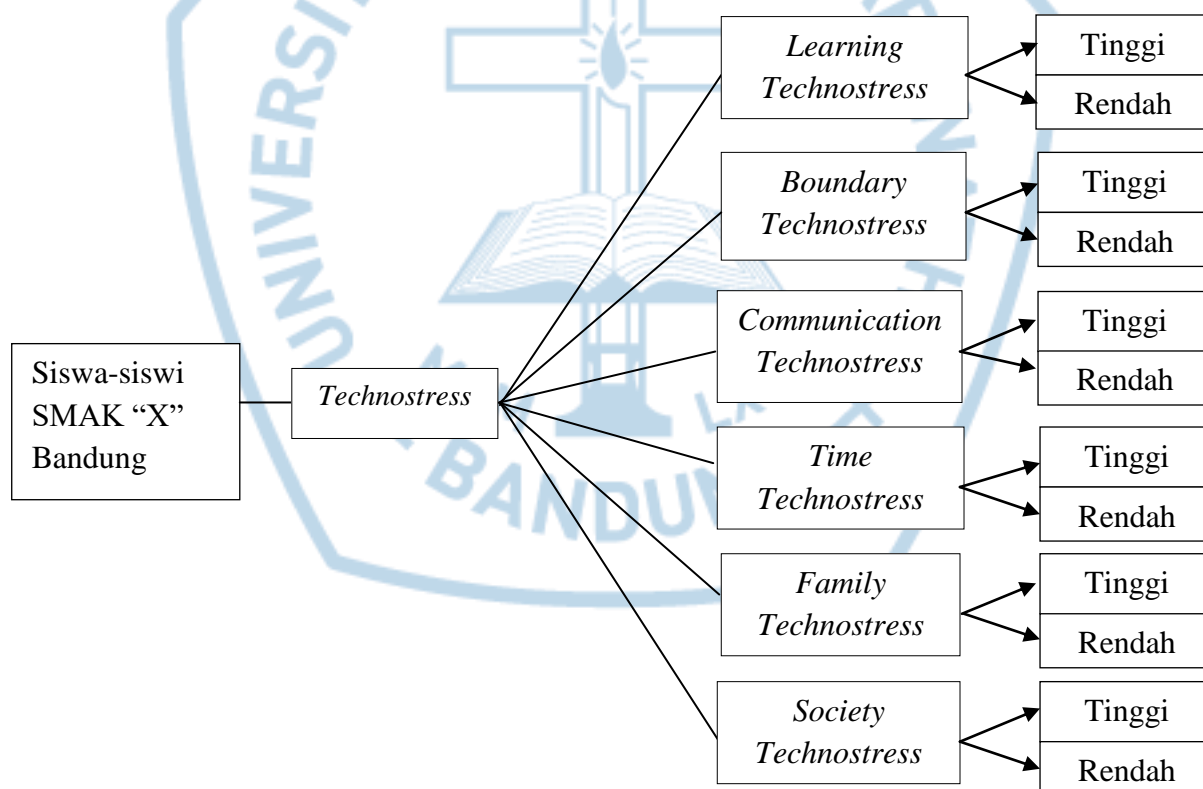 Siswa-siswi
SMAK “X”
Bandung
Technostress
Learning
Technostress
Tinggi
Rendah
Boundary
Technostress
Tinggi
Rendah
Communication
Technostress
Tinggi
Rendah
Time
Technostress
Tinggi
Rendah
Family
Technostress
Tinggi
Rendah
Society
Technostress
Tinggi
Rendah